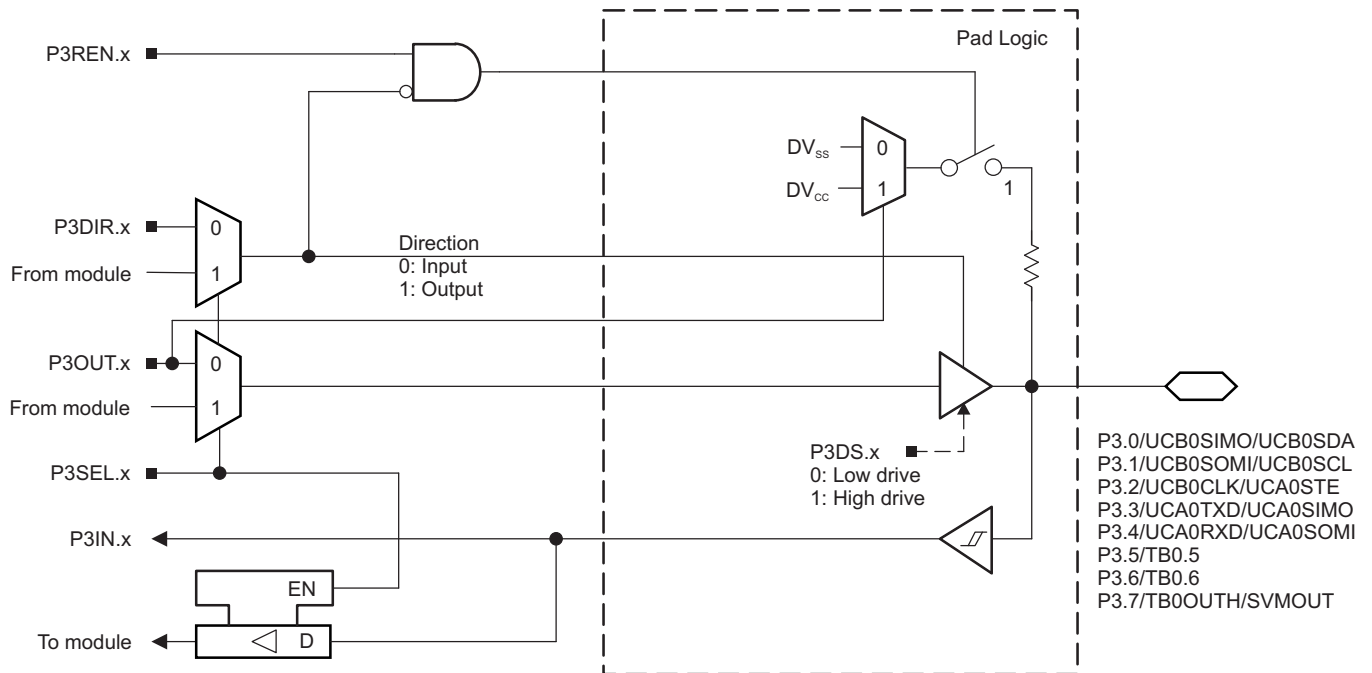 Pad Logic
P3REN.x
DVSS
0
DVCC
1
1
P3DIR.x
0
From module
1
Direction
0: Input
1: Output
P3OUT.x
0
From module
1
P3SEL.x
P3DS.x
0: Low drive
1: High drive
P3IN.x
EN
To module
D
P3.0/UCB0SIMO/UCB0SDA
P3.1/UCB0SOMI/UCB0SCL
P3.2/UCB0CLK/UCA0STE
P3.3/UCA0TXD/UCA0SIMO
P3.4/UCA0RXD/UCA0SOMI
P3.5/TB0.5
P3.6/TB0.6
P3.7/TB0OUTH/SVMOUT